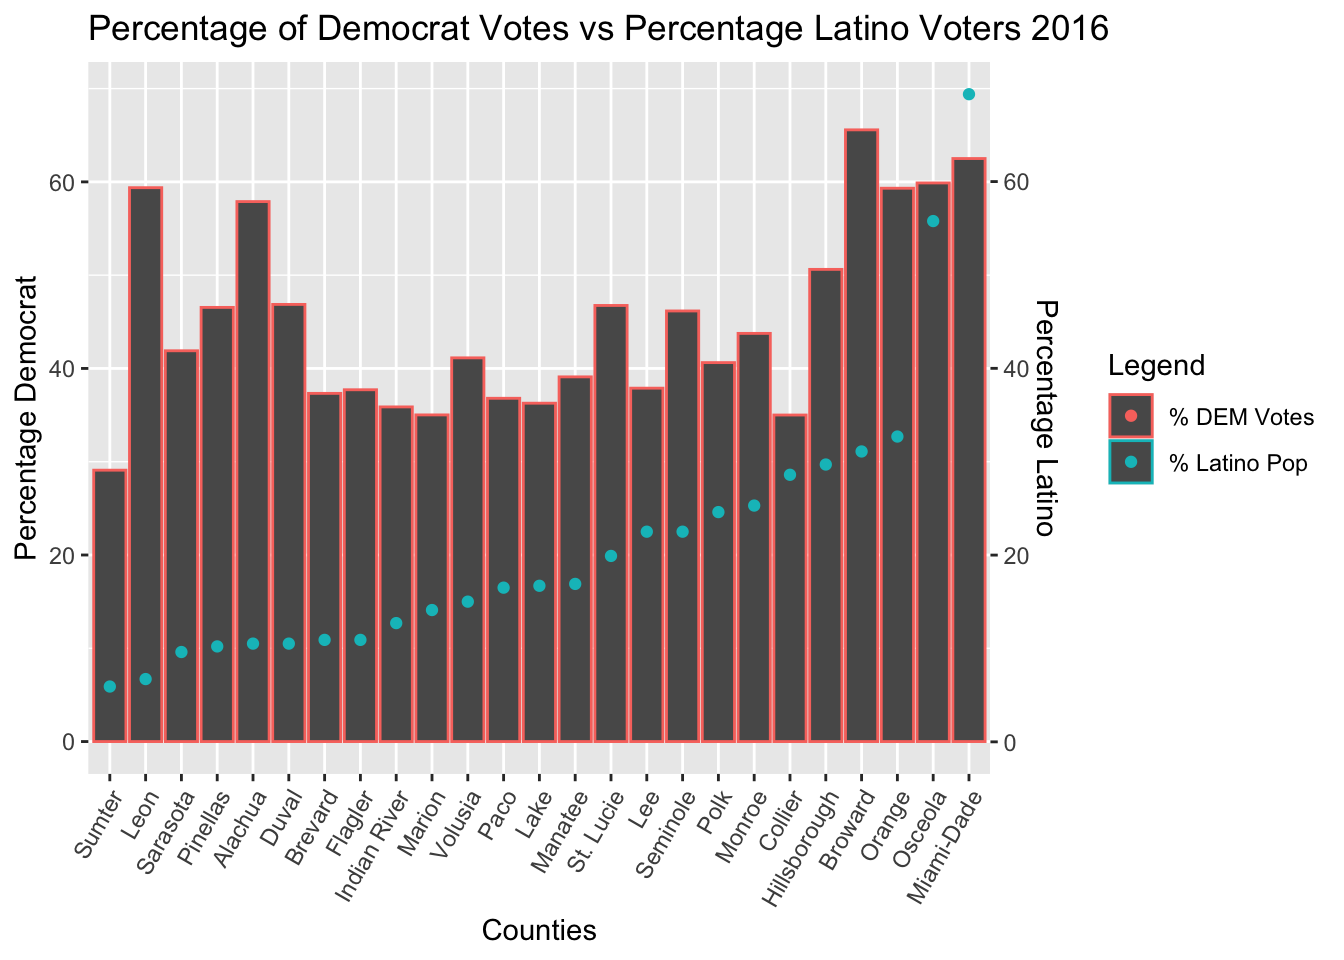 Percentage of Democrat Votes vs Percentage Latino Voters 2016
Percentage Democrat
60
40
20
0
60
40
20
0
Percentage Latino
Sumter
Leon
Sarasota
Pinellas
Alachua
Duval
Brevard
Flagler
Indian River
Marion
Volusia
Paco
Lake
Manatee
St. Lucie
Lee
Seminole
Polk
Monroe
Collier
Hillsborough
Broward
Orange
Osceola
Miami-Dade
Counties
Legend
% DEM Votes
% Latino Pop